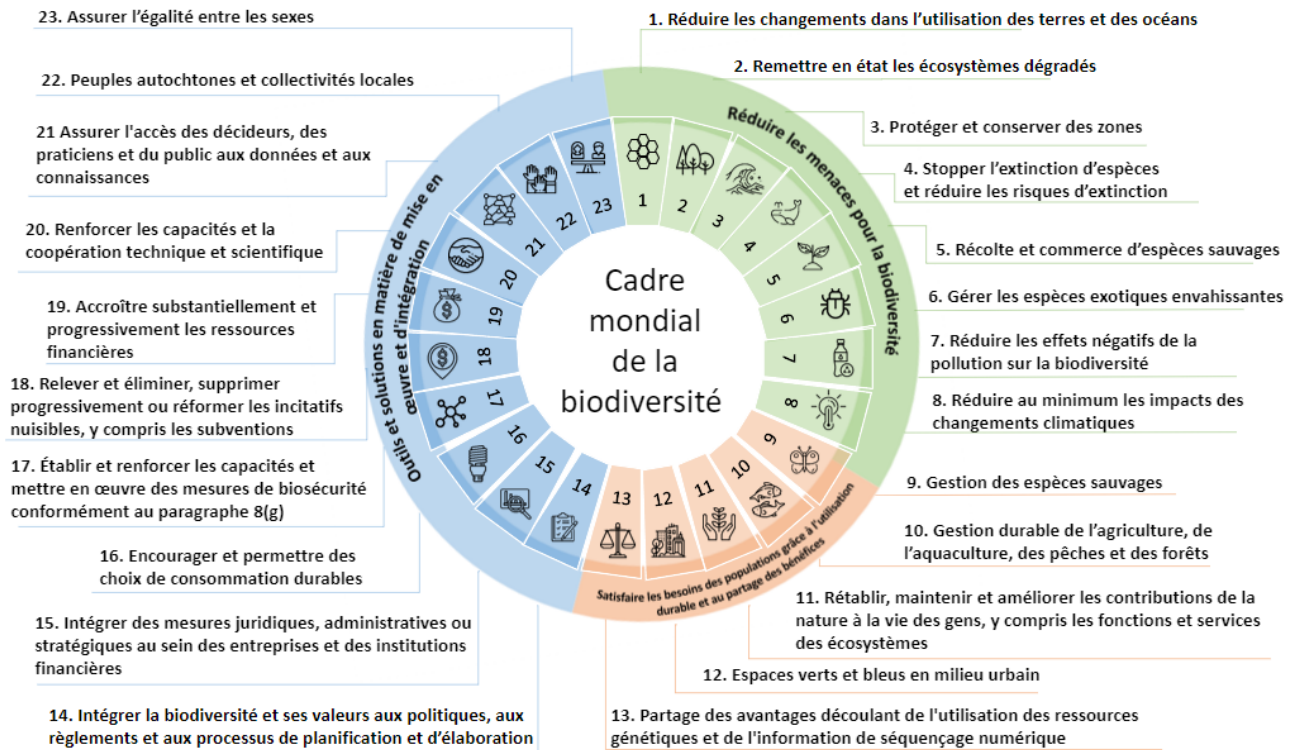 Cadre
mondial
de la
biodiversité
Réduire les menaces pour la biodiversité
1. Réduire les changements dans l'utilisation des terres et des océans
2. Remettre en état les écosystèmes dégradés
3. Protéger et conserver des zones
4. Stopper l'extinction d'espèces
et réduire les risques d'extinction
5. Récolte et commerce d'espèces sauvages
6. Gérer les espèces exotiques envahissantes
7. Réduire les effets négatifs de la
pollution sur la biodiversité
8. Réduire au minimum les impacts des
changements climatiques
Satisfaire les besoins des populations grâce à l'utilisation
durable et au partage des bénéfices
9. Gestion des espèces sauvages
10. Gestion durable de l'agriculture, de
l'aquaculture, des pêches et des forêts
11. Rétablir, maintenir et améliorer les contributions de la
nature à la vie des gens, y compris les fonctions et services
des écosystèmes
12. Espaces verts et bleus en milieu urbain
13. Partage des avantages découlant de l'utilisation des ressources
génétiques et de l'information de séquençage numérique
Outils et solutions en matière de mise en
œuvre et d'intégration
14. Intégrer la biodiversité et ses valeurs aux politiques, aux
règlements et aux processus de planification et d'élaboration
15. Intégrer des mesures juridiques, administratives ou
stratégiques au sein des entreprises et des institutions
financières
16. Encourager et permettre des
choix de consommation durables
17. Établir et renforcer les capacités et
mettre en œuvre des mesures de biosécurité
conformément au paragraphe 8(g)
18. Relever et éliminer, supprimer
progressivement ou réformer les incitatifs
nuisibles, y compris les subventions
19. Accroître substantiellement et
progressivement les ressources
financières
20. Renforcer les capacités et la
coopération technique et scientifique
21 Assurer l'accès des décideurs, des
praticiens et du public aux données et aux
connaissances
22. Peuples autochtones et collectivités locales
23. Assurer l'égalité entre les sexes
1
2
3
4
5
6
7
8
9
10
11
12
13
14
15
16
17
18
19
20
21
22
23